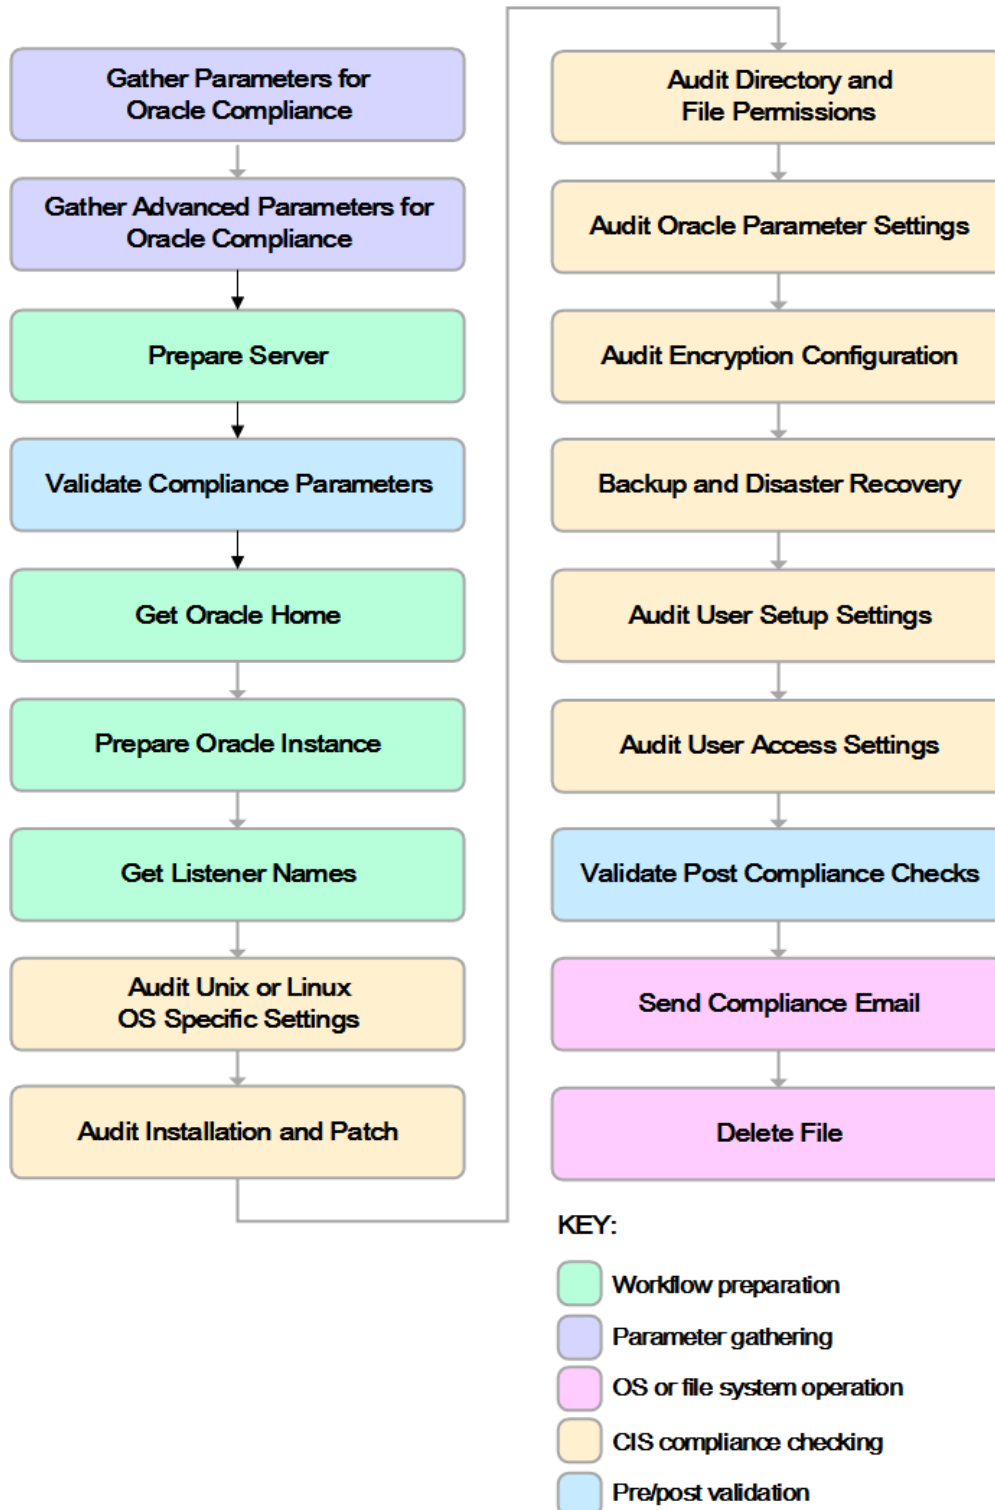 Gather Parameters for
Oracle Compliance
Gather Advanced Parameters for
Oracle Compliance
Prepare Server
Validate Compliance Parameters
Get Oracle Home
Prepare Oracle Instance
Get Listener Names
Audit Unix or Linux
OS Specific Settings
Audit Installation and Patch
Audit Directory and
File Permissions
Audit Oracle Parameter Settings
Audit Encryption Configuration
Backup and Disaster Recovery
Audit User Setup Settings
Audit User Access Settings
Validate Post Compliance Checks
Send Compliance Email
Delete File
KEY:
Workflow preparation
Parameter gathering
OS or file system operation
CIS compliance checking
Pre/post validation